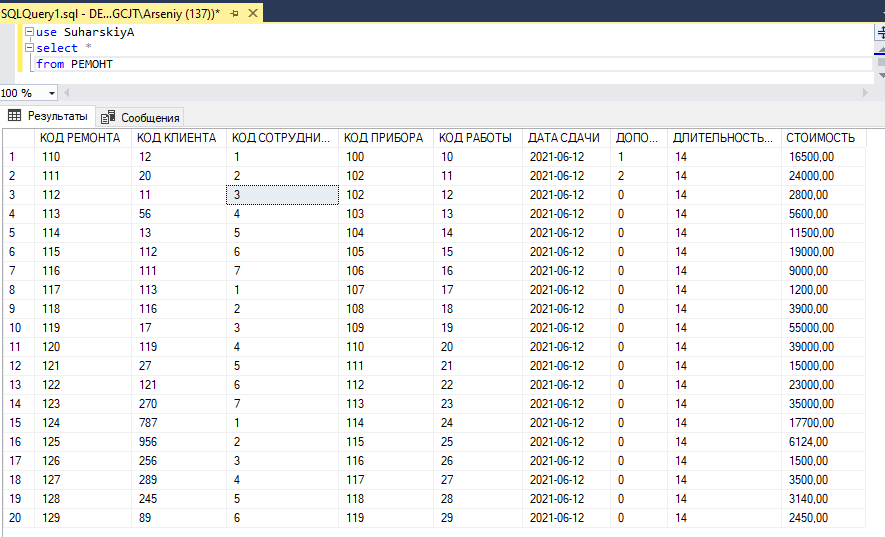 SQLQuery1.sql - DE...GCJT\Arseniy (137))*
use SuharskiyA
select *
from РЕМОНТ
100 %
Результаты Сообщения
КОД РЕМОНТА КОД КЛИЕНТА КОД СОТРУДНИ... КОД ПРИБОРА КОД РАБОТЫ ДАТА СДАЧИ ДОПО... ДЛИТЕЛЬНОСТЬ... СТОИМОСТЬ
1 110 12 1 100 10 2021-06-12 1 14 16500,00
2 111 20 2 102 11 2021-06-12 2 14 24000,00
3 112 11 3 102 12 2021-06-12 0 14 2800,00
4 113 56 4 103 13 2021-06-12 0 14 5600,00
5 114 13 5 104 14 2021-06-12 0 14 11500,00
6 115 112 6 105 15 2021-06-12 0 14 19000,00
7 116 111 7 106 16 2021-06-12 0 14 9000,00
8 117 113 1 107 17 2021-06-12 0 14 1200,00
9 118 116 2 108 18 2021-06-12 0 14 3900,00
10 119 17 3 109 19 2021-06-12 0 14 55000,00
11 120 119 4 110 20 2021-06-12 0 14 39000,00
12 121 27 5 111 21 2021-06-12 0 14 15000,00
13 122 121 6 112 22 2021-06-12 0 14 23000,00
14 123 270 7 113 23 2021-06-12 0 14 35000,00
15 124 787 1 114 24 2021-06-12 0 14 17700,00
16 125 956 2 115 25 2021-06-12 0 14 6124,00
17 126 256 3 116 26 2021-06-12 0 14 1500,00
18 127 289 4 117 27 2021-06-12 0 14 3500,00
19 128 245 5 118 28 2021-06-12 0 14 3140,00
20 129 89 6 119 29 2021-06-12 0 14 2450,00